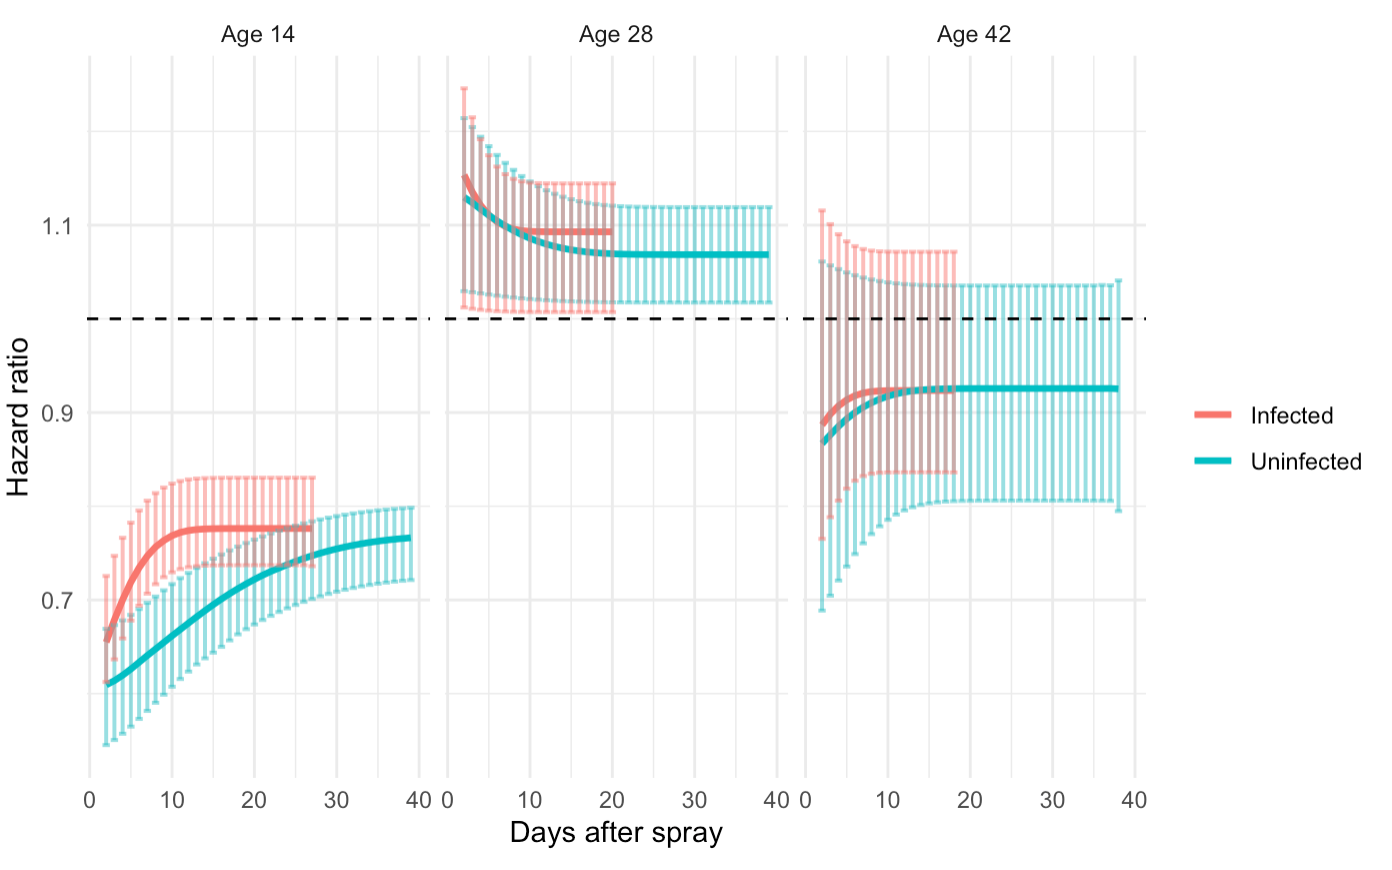 Age 14 Age 28 Age 42
1.1
0.9
0.7
Hazard ratio
Infected
Uninfected
0 10 20 30 40 0 10 20 30 40 0 10 20 30 40
Days after spray